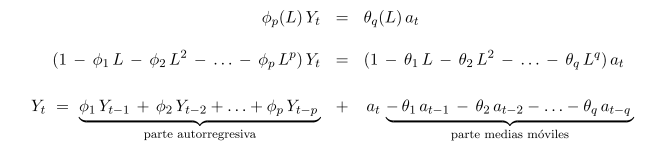 ϕ_p(L) Y_t = θ_q(L) a_t
(1 − ϕ_1 L − ϕ_2 L^2 − … − ϕ_p L^p) Y_t = (1 − θ_1 L − θ_2 L^2 − … − θ_q L^q) a_t
Y_t = ϕ_1 Y_{t−1} + ϕ_2 Y_{t−2} + … + ϕ_p Y_{t−p} + a_t − θ_1 a_{t−1} − θ_2 a_{t−2} − … − θ_q a_{t−q}
parte autorregresiva parte medias móviles